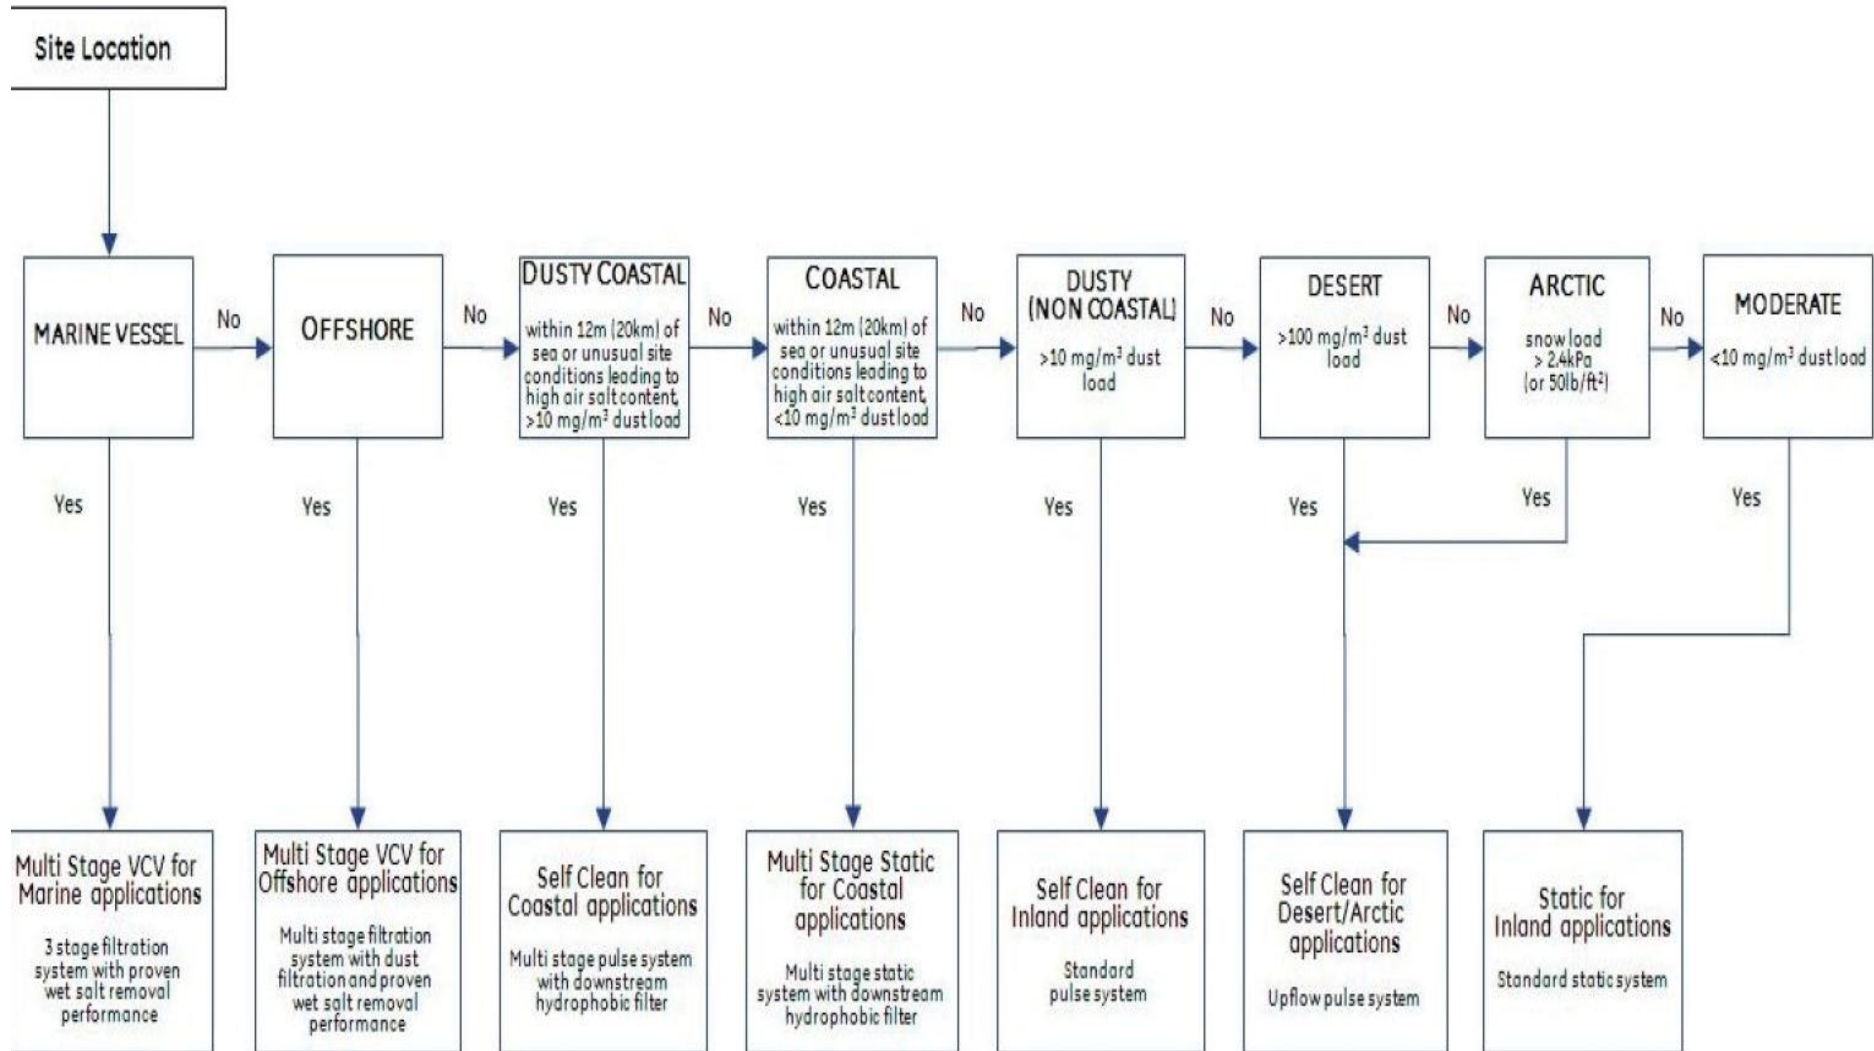 Site Location
MARINE VESSEL
No
OFFSHORE
No
DUSTY COASTAL
within 12m (20km) of
sea or unusual site
conditions leading to
high air salt content,
>10 mg/m³ dust load
No
COASTAL
within 12m (20km) of
sea or unusual site
conditions leading to
high air salt content,
<10 mg/m³ dust load
No
DUSTY
(NON COASTAL)
>10 mg/m³ dust
load
No
DESERT
>100 mg/m³ dust
load
No
ARCTIC
snow load
> 2.4kPa
(or 50lb/ft²)
No
MODERATE
<10 mg/m³ dust load
Yes
Yes
Yes
Yes
Yes
Yes
Yes
Yes
Multi Stage VCV for
Marine applications
3 stage filtration
system with proven
wet salt removal
performance
Multi Stage VCV for
Offshore applications
Multi stage filtration
system with dust
filtration and proven
wet salt removal
performance
Self Clean for
Coastal applications
Multi stage pulse system
with downstream
hydrophobic filter
Multi Stage Static
for Coastal
applications
Multi stage static
system with downstream
hydrophobic filter
Self Clean for
Inland applications
Standard
pulse system
Self Clean for
Desert/Arctic
applications
Upflow pulse system
Static for
Inland applications
Standard static system